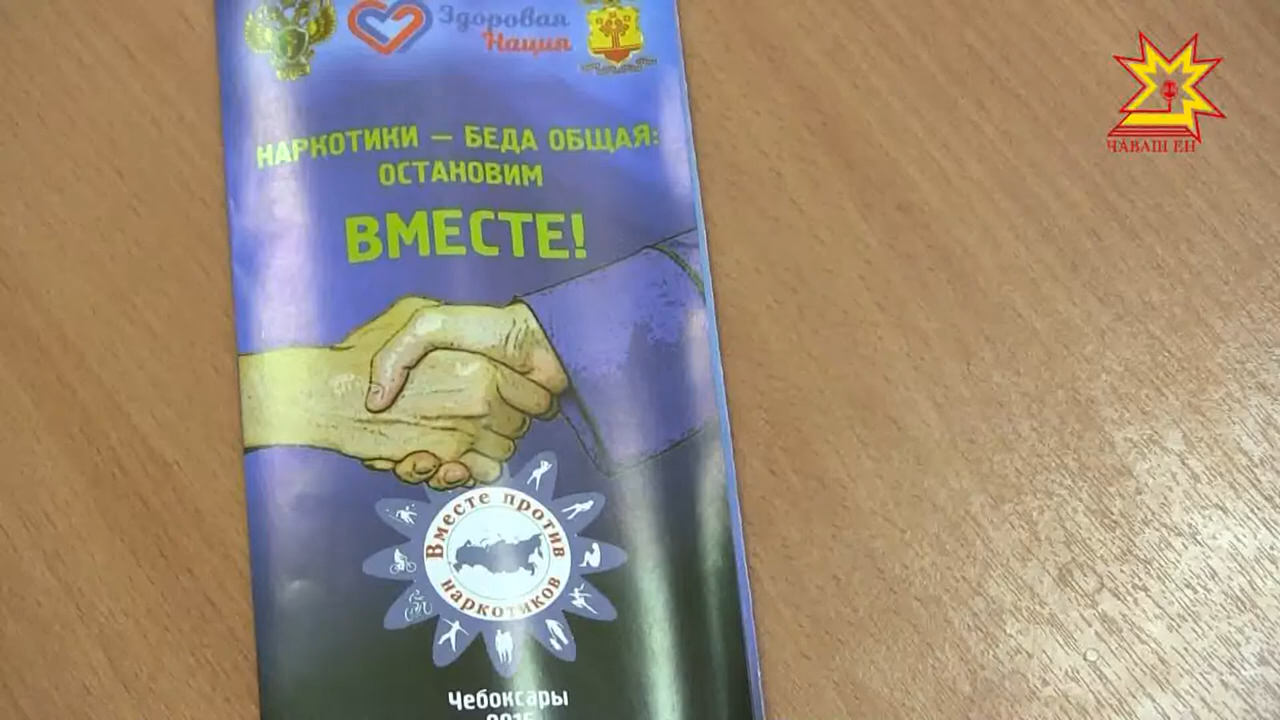 Здоровая
Нация
ЧĂВАШ ЕН
НАРКОТИКИ — БЕДА ОБЩАЯ:
ОСТАНОВИМ
ВМЕСТЕ!
Вместе против
наркотиков
Чебоксары